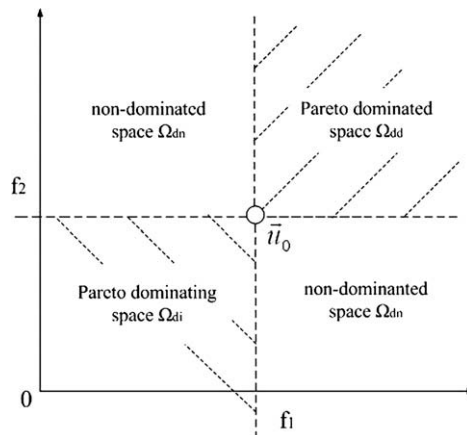 non-dominated
space Ωdn
Pareto dominated
space Ωdd
f2
u⃗0
Pareto dominating
space Ωdi
non-dominanted
space Ωdn
0
f1